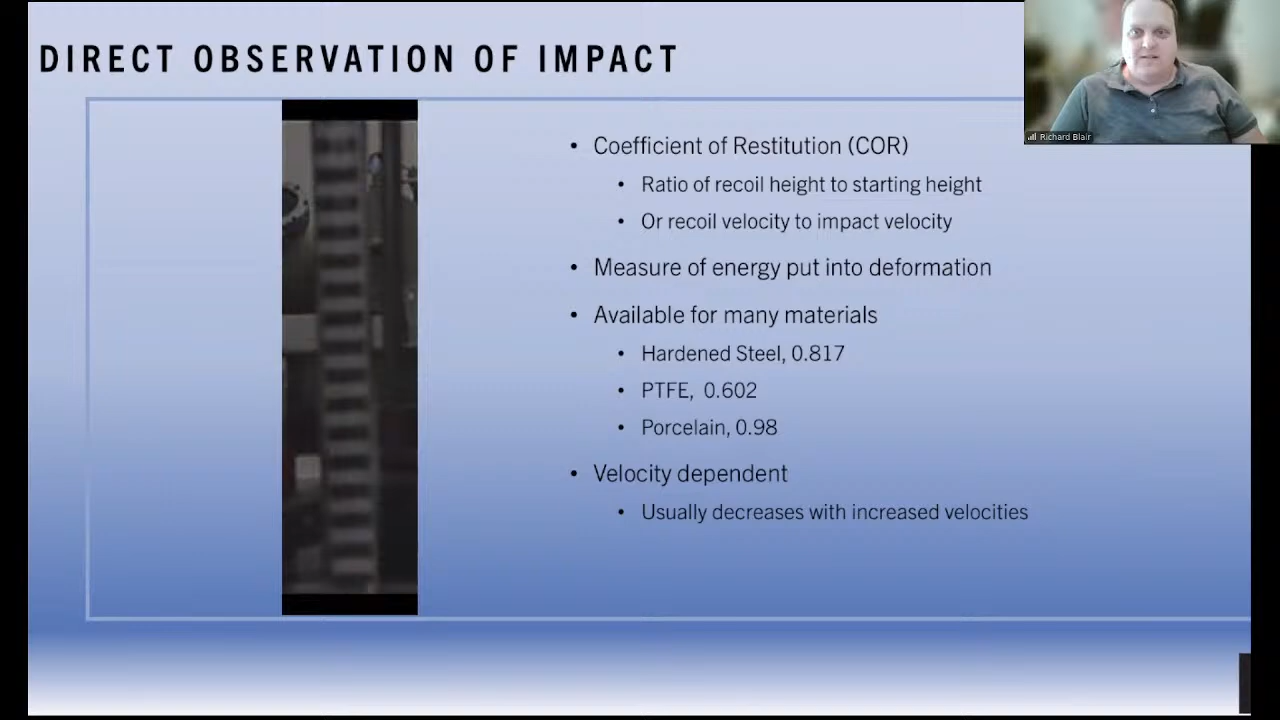 DIRECT OBSERVATION OF IMPACT
Richard Blair
• Coefficient of Restitution (COR)
• Ratio of recoil height to starting height
• Or recoil velocity to impact velocity
• Measure of energy put into deformation
• Available for many materials
• Hardened Steel, 0.817
• PTFE, 0.602
• Porcelain, 0.98
• Velocity dependent
• Usually decreases with increased velocities